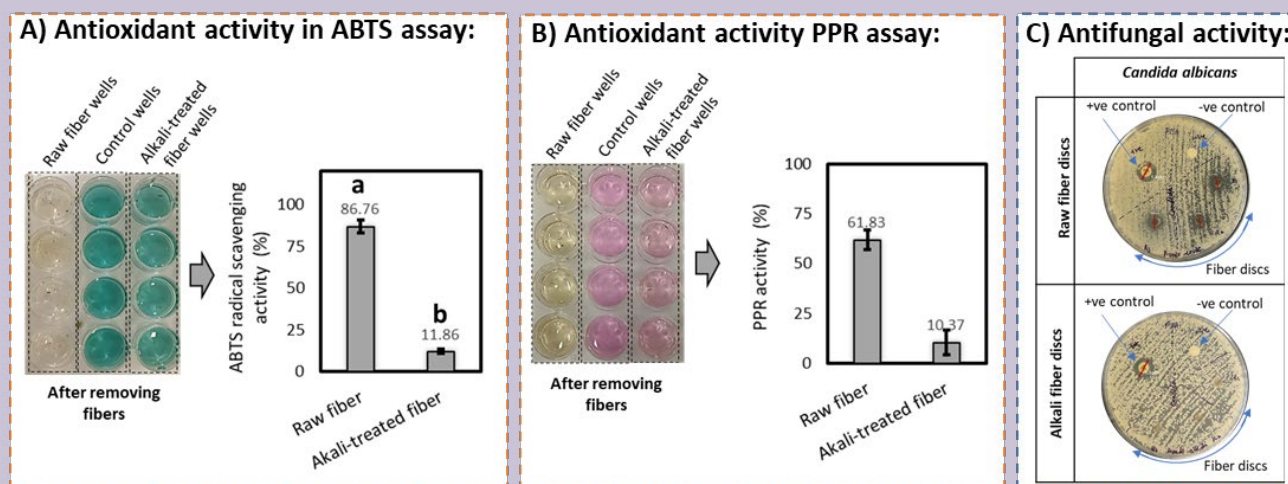 A) Antioxidant activity in ABTS assay:
Raw fiber wells
Control wells
Alkali-treated
fiber wells
After removing
fibers
ABTS radical scavenging
activity (%)
100
75
50
25
0
a
86.76
b
11.86
Raw fiber
Akali-treated fiber
B) Antioxidant activity PPR assay:
Raw fiber wells
Control wells
Alkali-treated
fiber wells
After removing
fibers
PPR activity (%)
100
75
50
25
0
61.83
10.37
Raw fiber
Akali-treated fiber
C) Antifungal activity:
Candida albicans
Raw fiber discs
+ve control
-ve control
Fiber discs
Alkali fiber discs
+ve control
-ve control
Fiber discs